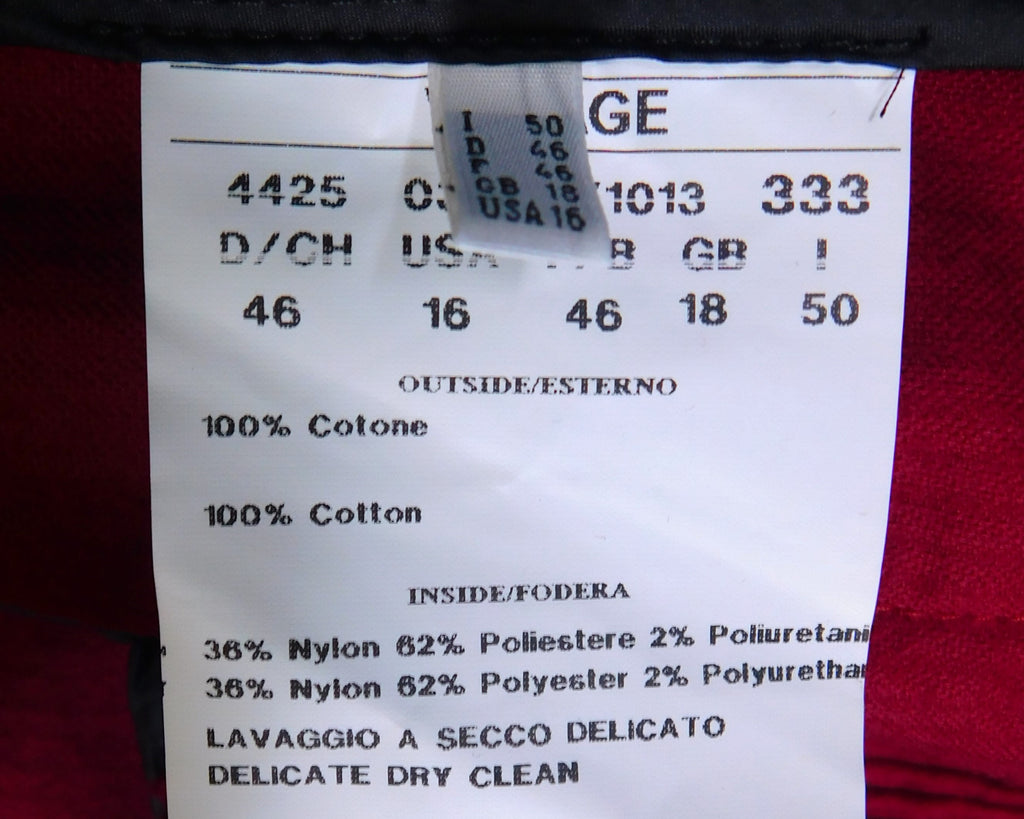 GE
I 50
D 46
F 46
GB 18
USA 16
4425 1013 333
D/CH USA B GB I
46 16 46 18 50
OUTSIDE/ESTERNO
100% Cotone
100% Cotton
INSIDE/FODERA
36% Nylon 62% Poliestere 2% Poliuretani
36% Nylon 62% Polyester 2% Polyurethan
LAVAGGIO A SECCO DELICATO
DELICATE DRY CLEAN